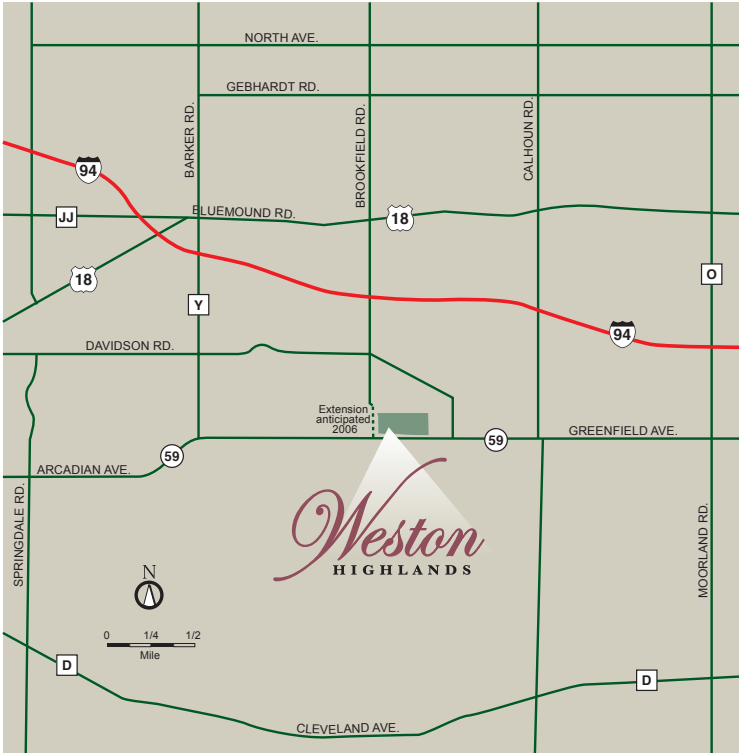 NORTH AVE.
GEBHARDT RD.
BARKER RD.
BROOKFIELD RD.
CALHOUN RD.
94
JJ
BLUEMOUND RD.
18
18
O
Y
94
DAVIDSON RD.
Extension
anticipated
2006
59
GREENFIELD AVE.
59
ARCADIAN AVE.
SPRINGDALE RD.
MOORLAND RD.
Weston
HIGHLANDS
N
0 1/4 1/2
Mile
D
D
CLEVELAND AVE.